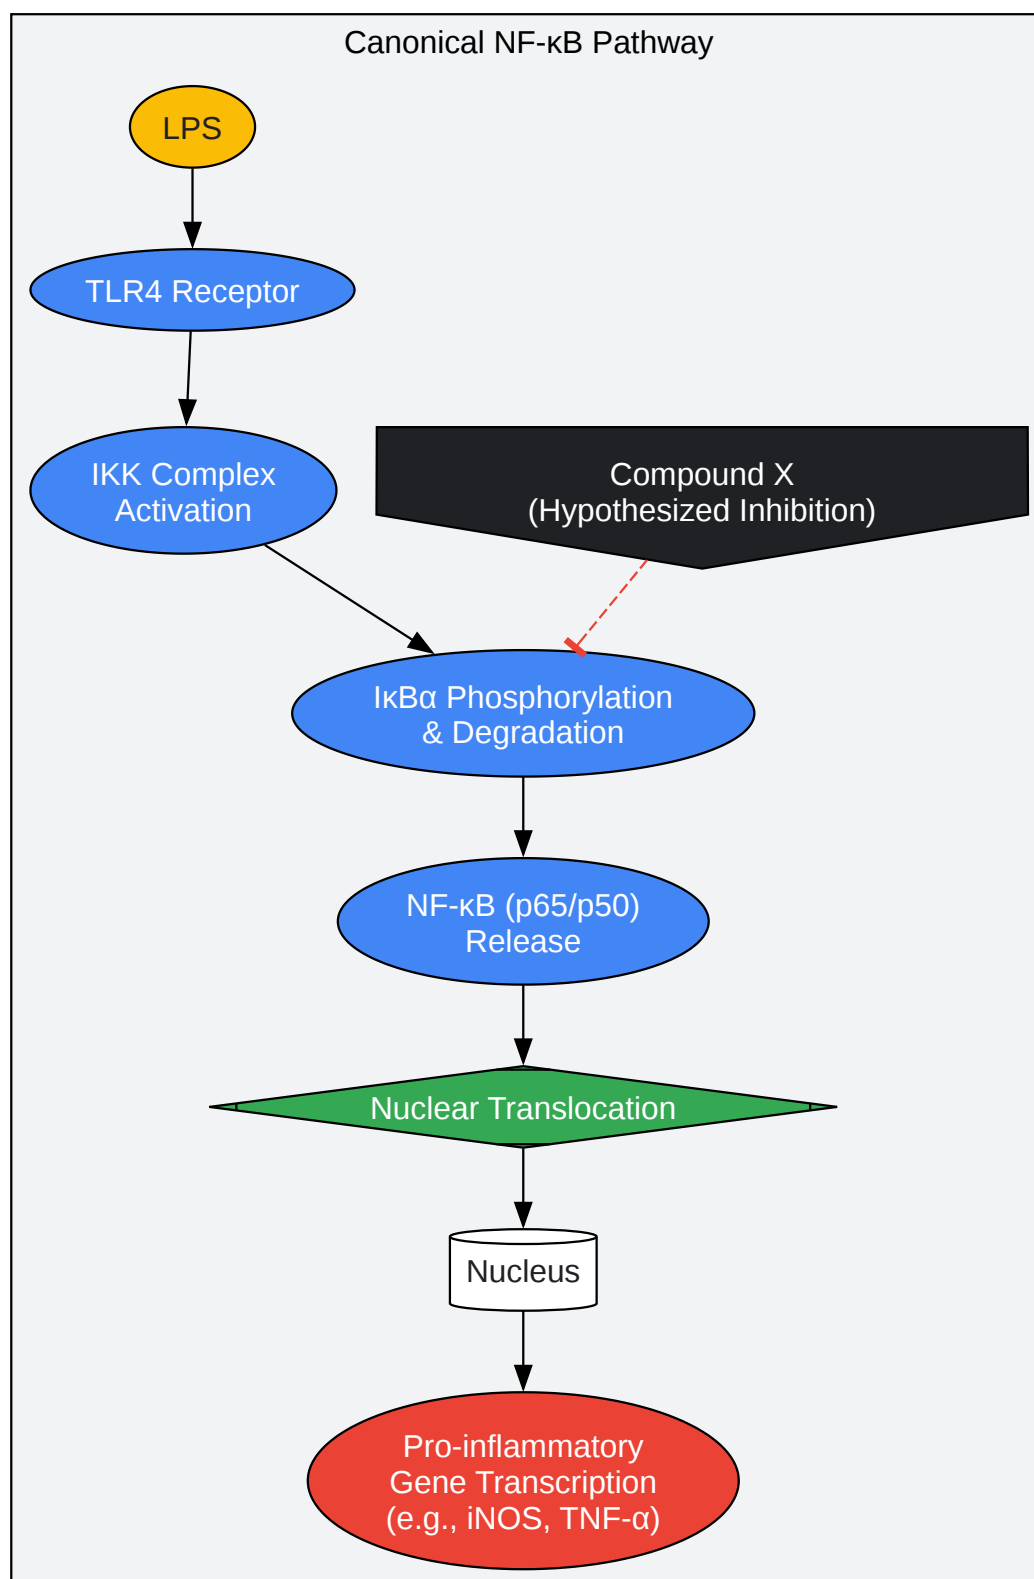 Canonical NF-κB Pathway
LPS
TLR4 Receptor
IKK Complex
Activation
Compound X
(Hypothesized Inhibition)
IκBα Phosphorylation
& Degradation
NF-κB (p65/p50)
Release
Nuclear Translocation
Nucleus
Pro-inflammatory
Gene Transcription
(e.g., iNOS, TNF-α)